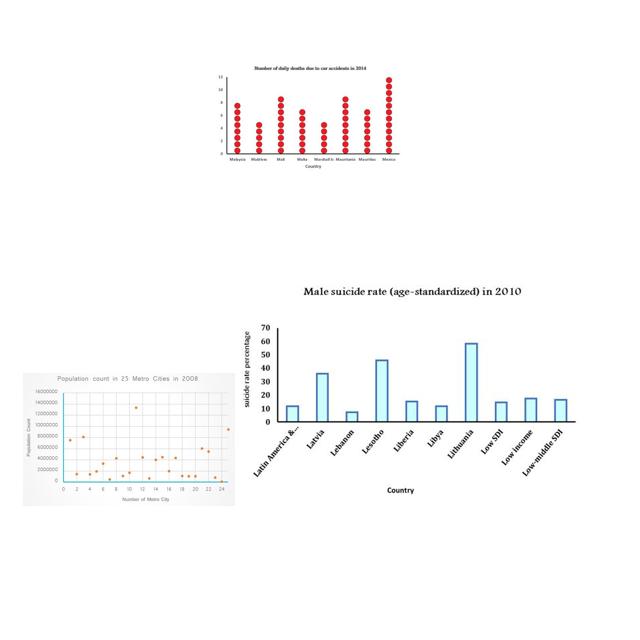 Number of daily deaths due to car accidents in 2014
12
10
8
6
4
2
0
Malaysia Maldives Mali Malta Marshall Is Mauritania Mauritius Mexico
Country
Male suicide rate (age-standardized) in 2010
suicide rate percentage
70
60
50
40
30
20
10
0
Latin America &...
Latvia
Lebanon
Lesotho
Liberia
Libya
Lithuania
Low SDI
Low income
Low-middle SDI
Country
Population count in 25 Metro Cities in 2008.
Population Count
16000000
14000000
12000000
10000000
8000000
6000000
4000000
2000000
0
0 2 4 6 8 10 12 14 16 18 20 22 24
Number of Metro City